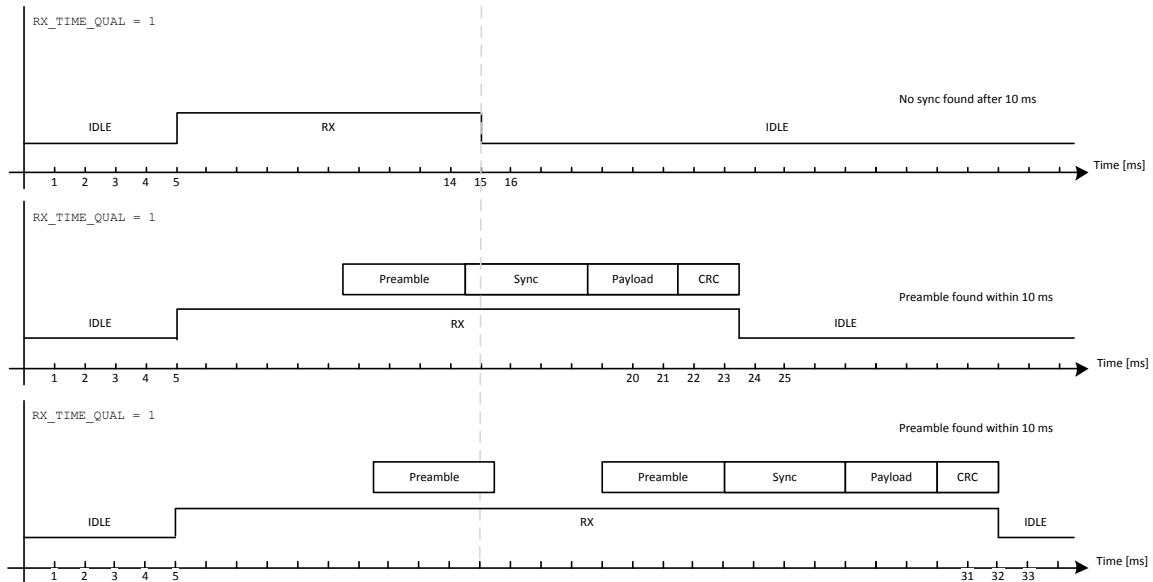 RX_TIME_QUAL = 1
No sync found after 10 ms
IDLE RX IDLE
Time [ms]
1 2 3 4 5 14 15 16
RX_TIME_QUAL = 1
Preamble Sync Payload CRC
Preamble found within 10 ms
IDLE RX IDLE
Time [ms]
1 2 3 4 5 20 21 22 23 24 25
RX_TIME_QUAL = 1
Preamble found within 10 ms
Preamble Preamble Sync Payload CRC
IDLE RX IDLE
Time [ms]
1 2 3 4 5 31 32 33